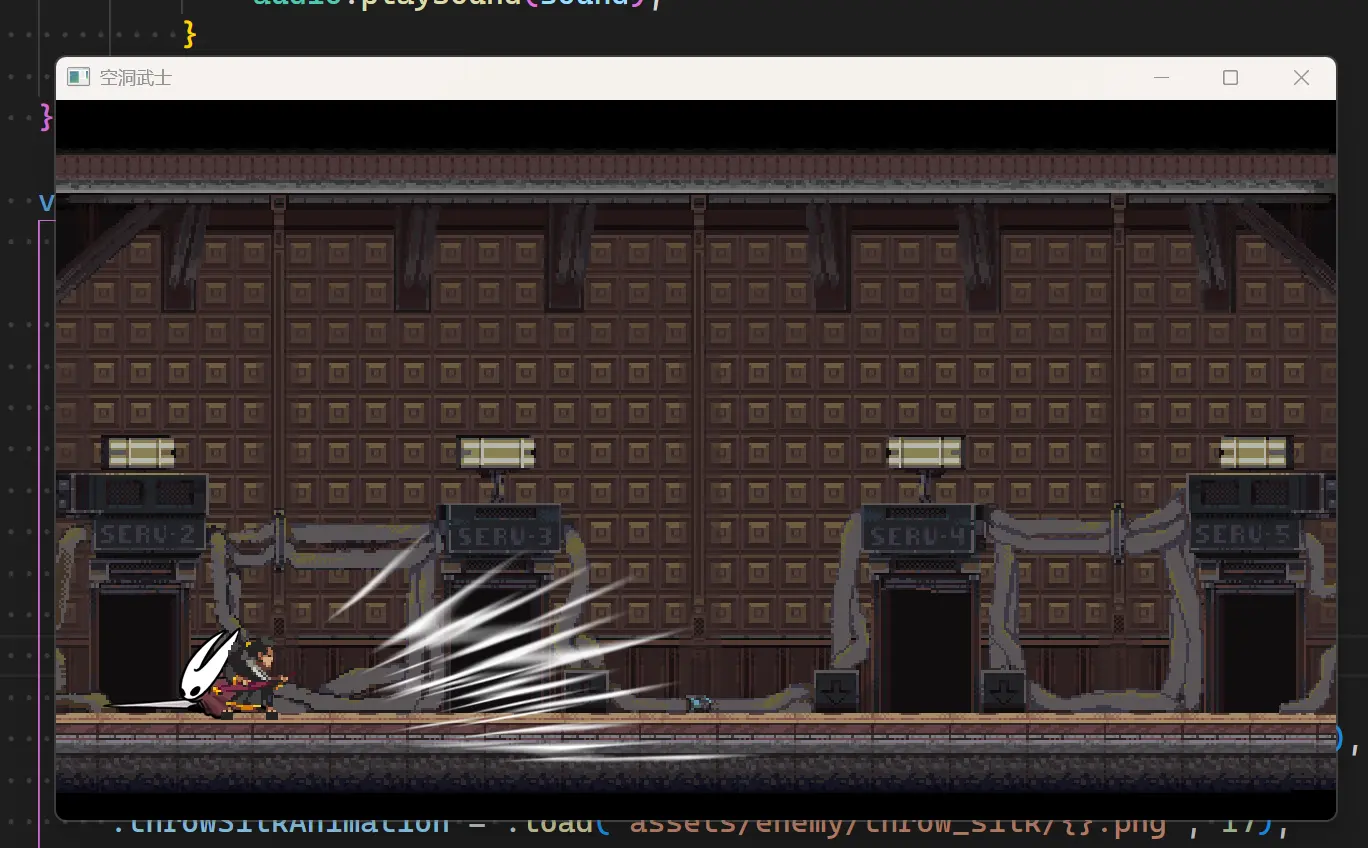 audio.playSound(sound);
}
空洞武士
}
v
SERV-2
SERV-3
SERV-4
SERV-5
),
.throwSilkAnimation = .load("assets/enemy/throw_silk/{}.png", 17),